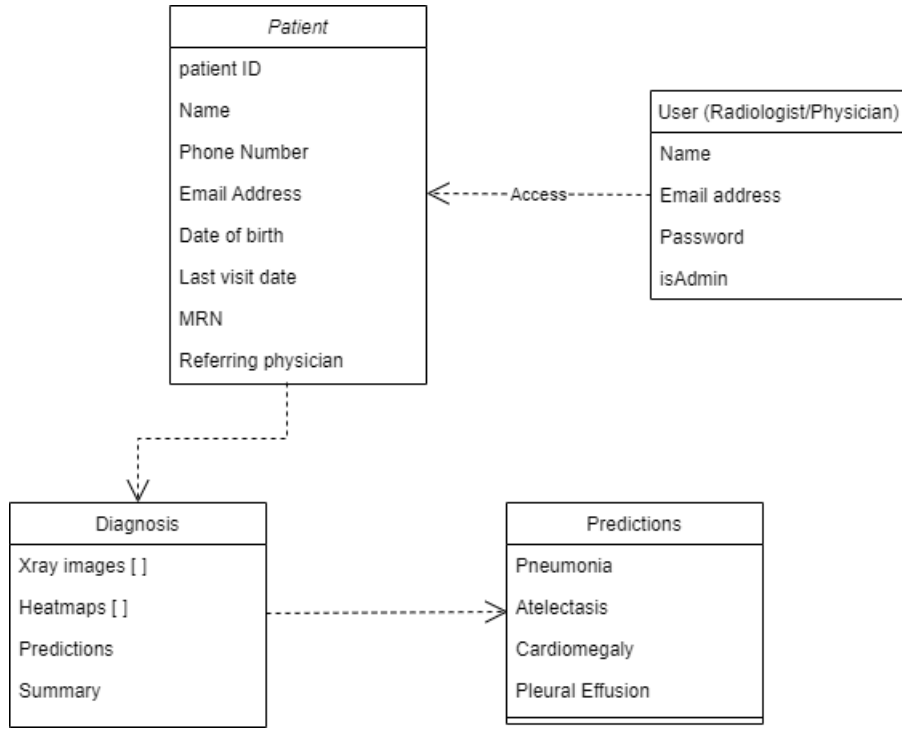 Patient
patient ID
Name
Phone Number
Email Address
Date of birth
Last visit date
MRN
Referring physician
Access
User (Radiologist/Physician)
Name
Email address
Password
isAdmin
Diagnosis
Xray images [ ]
Heatmaps [ ]
Predictions
Summary
Predictions
Pneumonia
Atelectasis
Cardiomegaly
Pleural Effusion